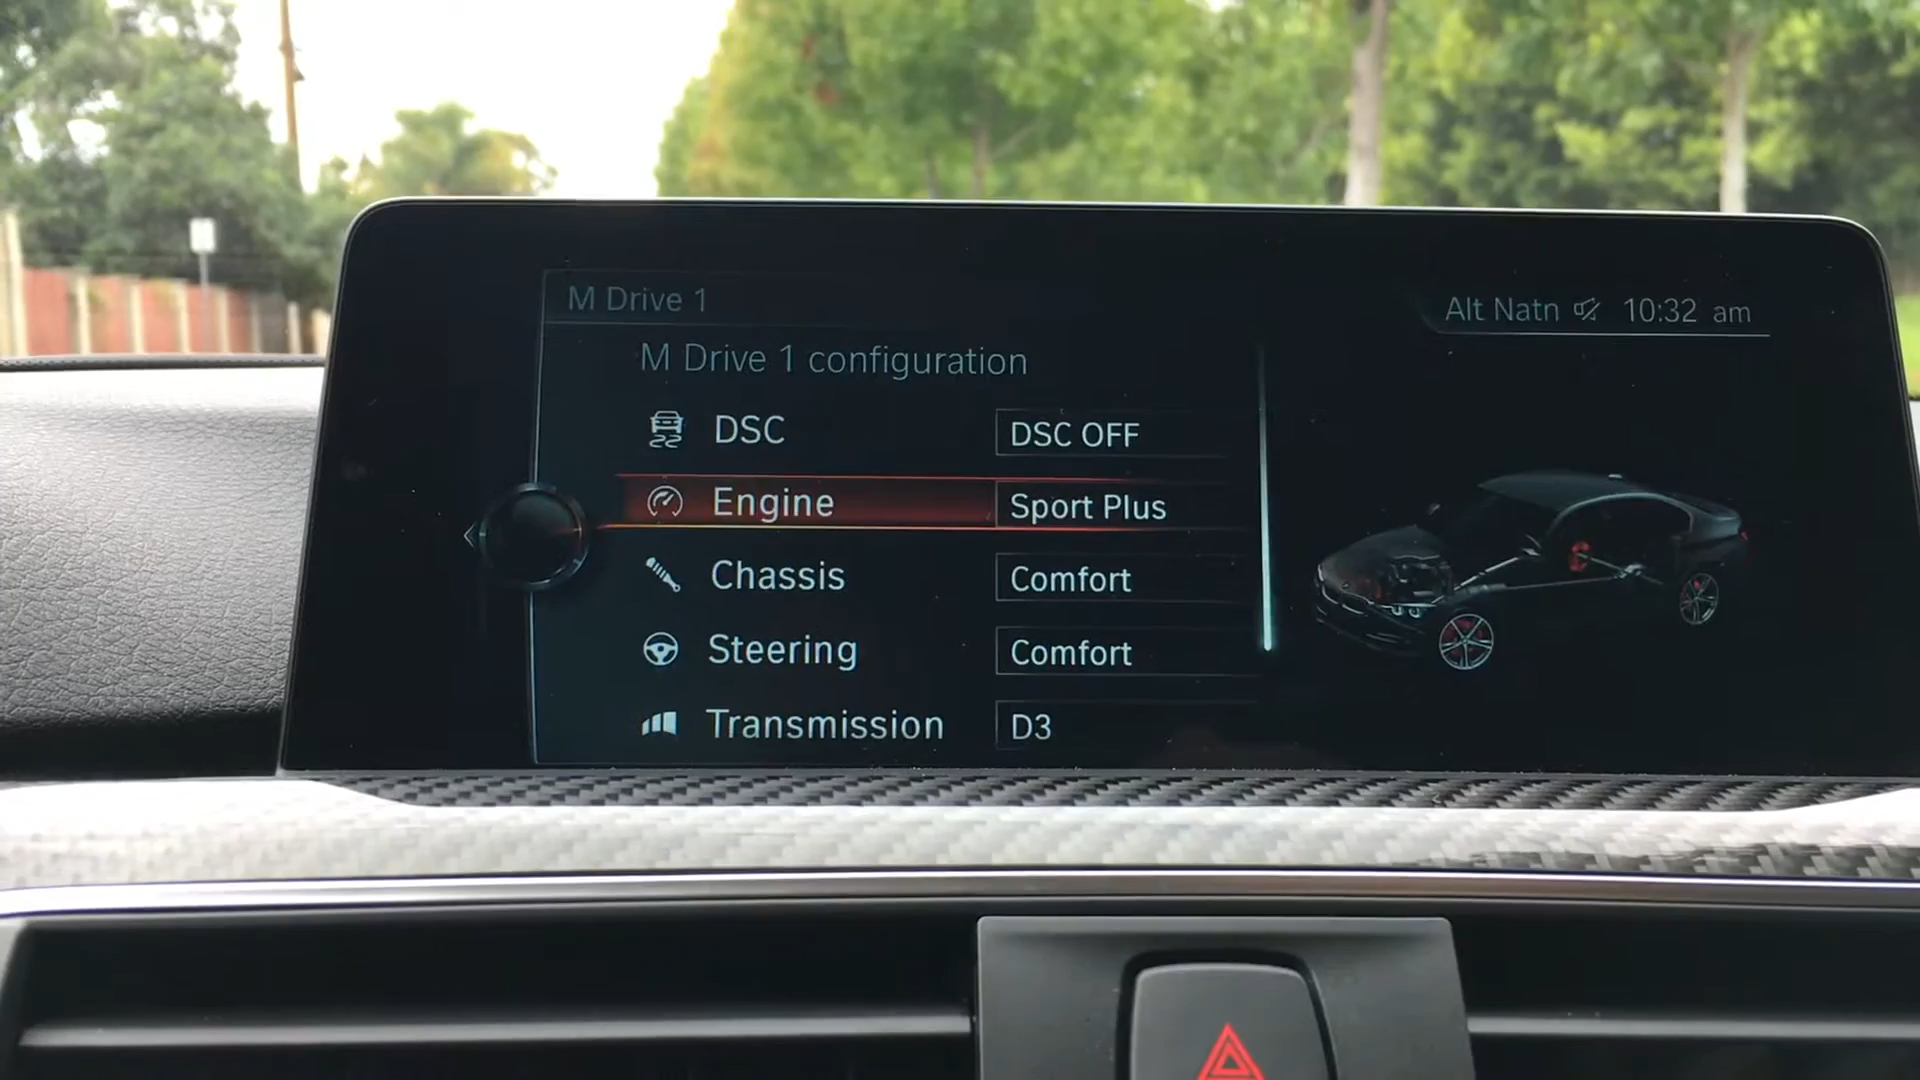 M Drive 1
Alt Natn 10:32 am
M Drive 1 configuration
DSC DSC OFF
Engine Sport Plus
Chassis Comfort
Steering Comfort
Transmission D3